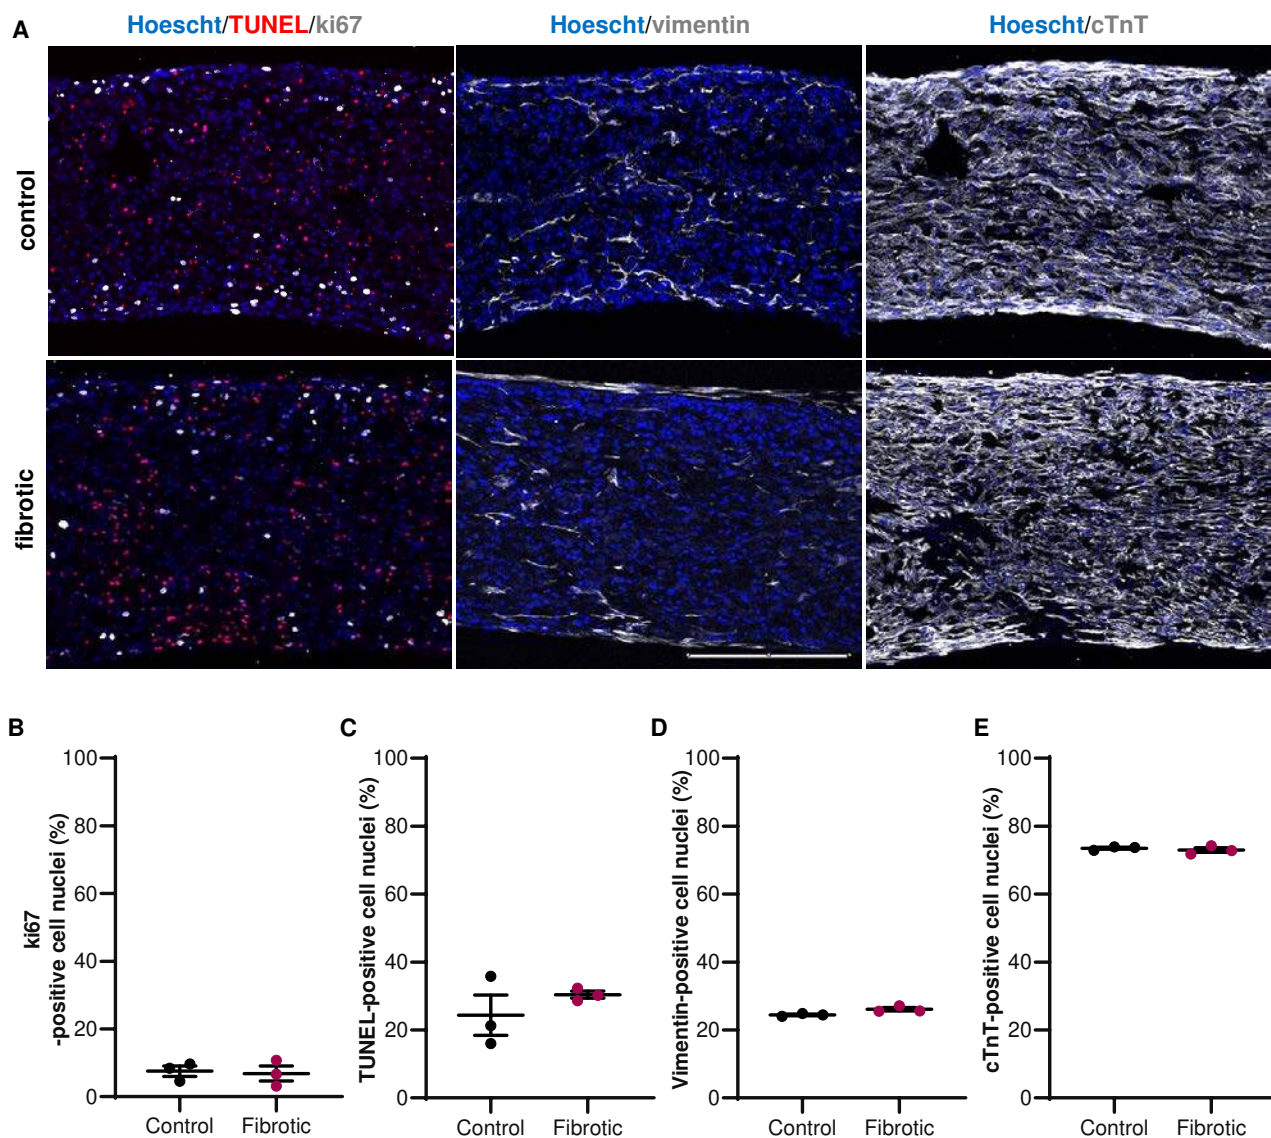 A
Hoescht/TUNEL/ki67
Hoescht/vimentin
Hoescht/cTnT
control
fibrotic
B
C
D
E
ki67
-positive cell nuclei (%)
100
80
60
40
20
0
Control
Fibrotic
TUNEL-positive cell nuclei (%)
100
80
60
40
20
0
Control
Fibrotic
Vimentin-positive cell nuclei (%)
100
80
60
40
20
0
Control
Fibrotic
cTnT-positive cell nuclei (%)
100
80
60
40
20
0
Control
Fibrotic